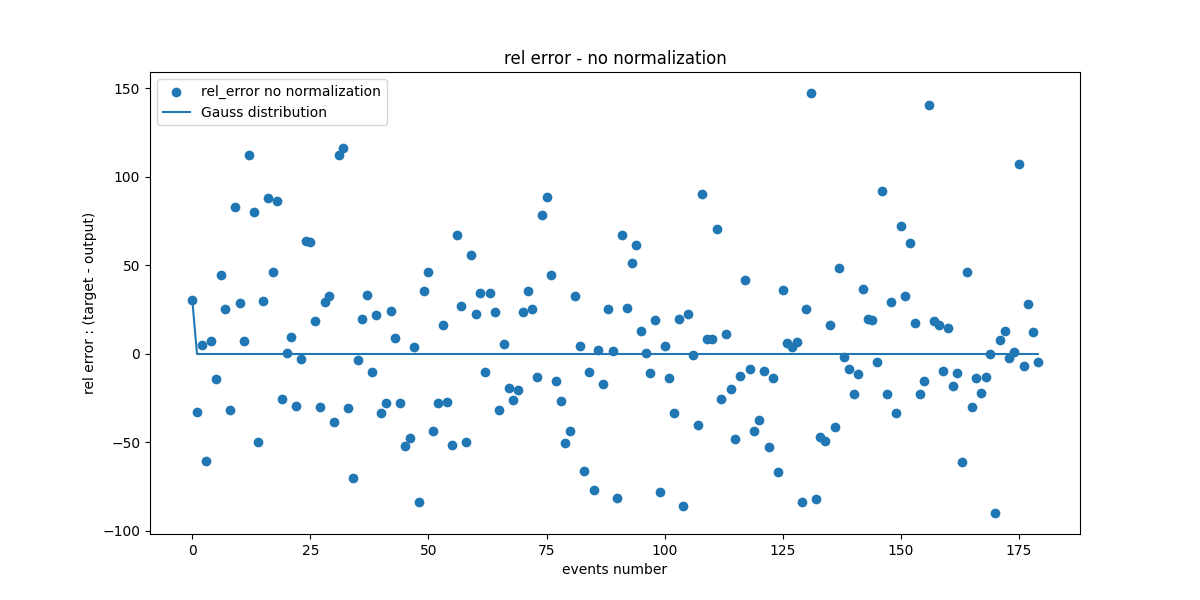 rel error - no normalization
rel_error no normalization
Gauss distribution
150
100
50
0
−50
−100
rel error : (target - output)
0 25 50 75 100 125 150 175
events number